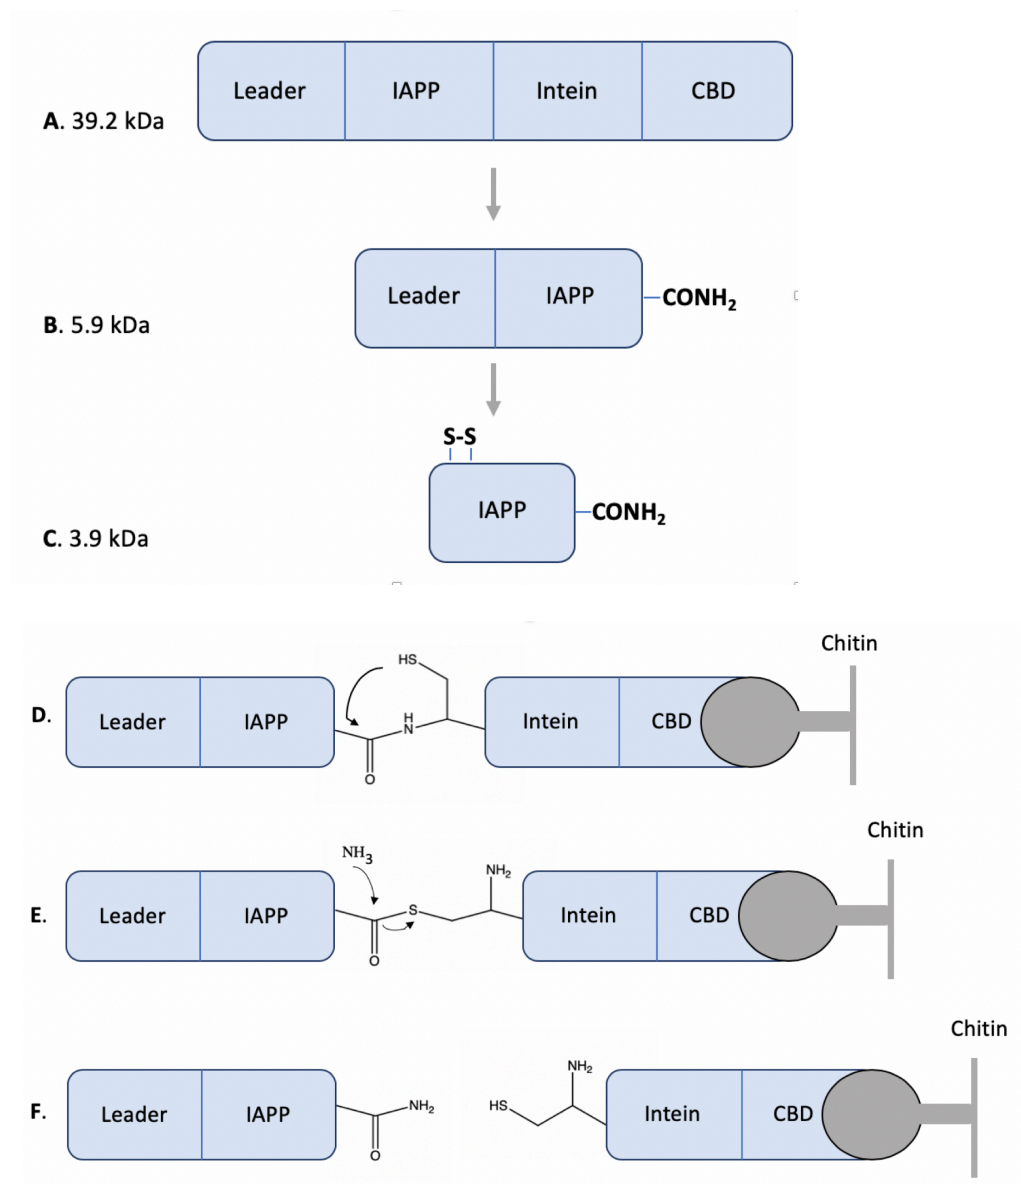 Leader IAPP Intein CBD
A. 39.2 kDa
Leader IAPP CONH₂
B. 5.9 kDa
S-S
IAPP CONH₂
C. 3.9 kDa
Chitin
HS
D. Leader IAPP H N Intein CBD
O
Chitin
NH₃
NH₂
E. Leader IAPP S Intein CBD
O
Chitin
NH₂
F. Leader IAPP NH₂ HS Intein CBD
O